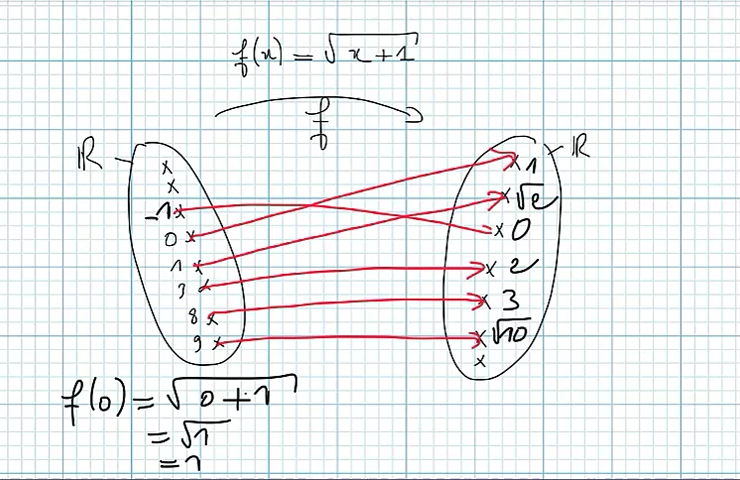 f(x) = √x+1
f
ℝ
ℝ
-1
0
1
3
8
9
1
√2
0
2
3
√10
f(0) = √0+1
= √1
= 1